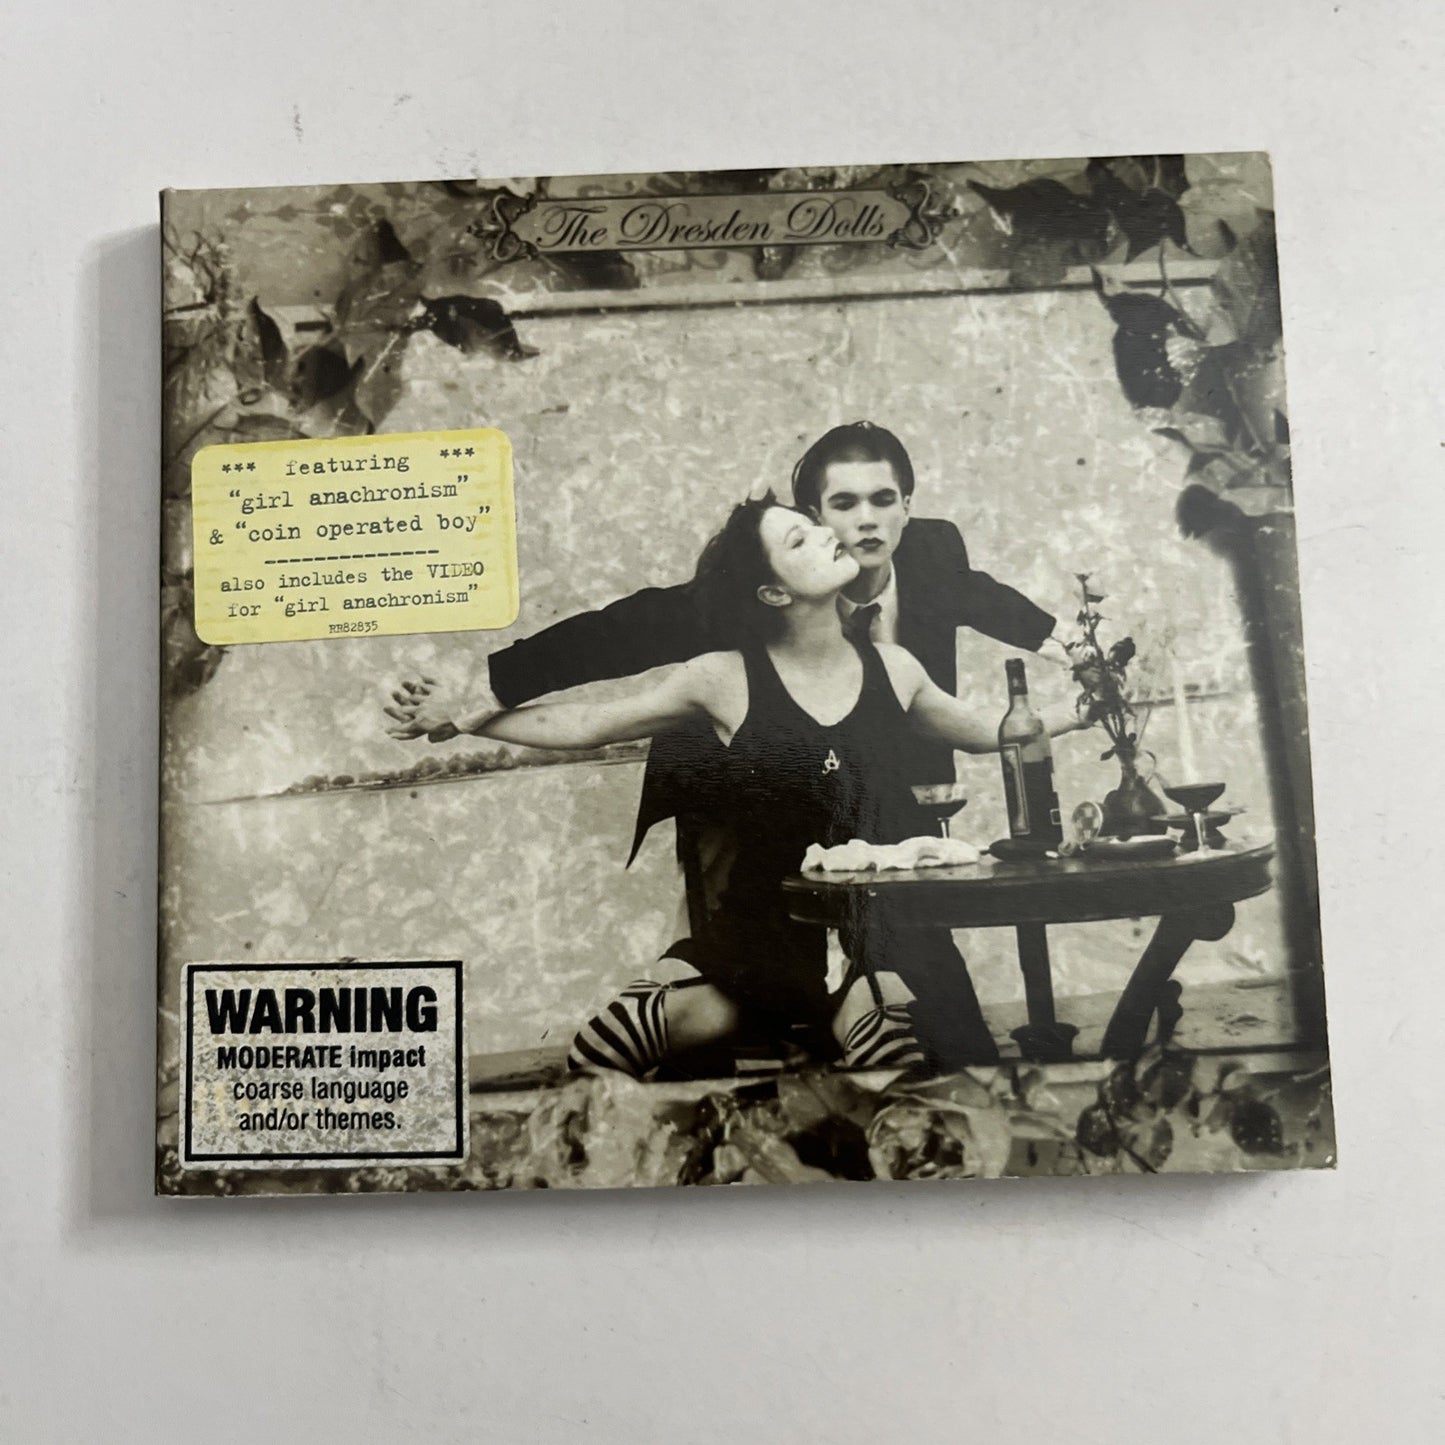 The Dresden Dolls
*** featuring ***
“girl anachronism”
& “coin operated boy”
also includes the VIDEO
for “girl anachronism”
RR82835
WARNING
MODERATE impact
coarse language
and/or themes.